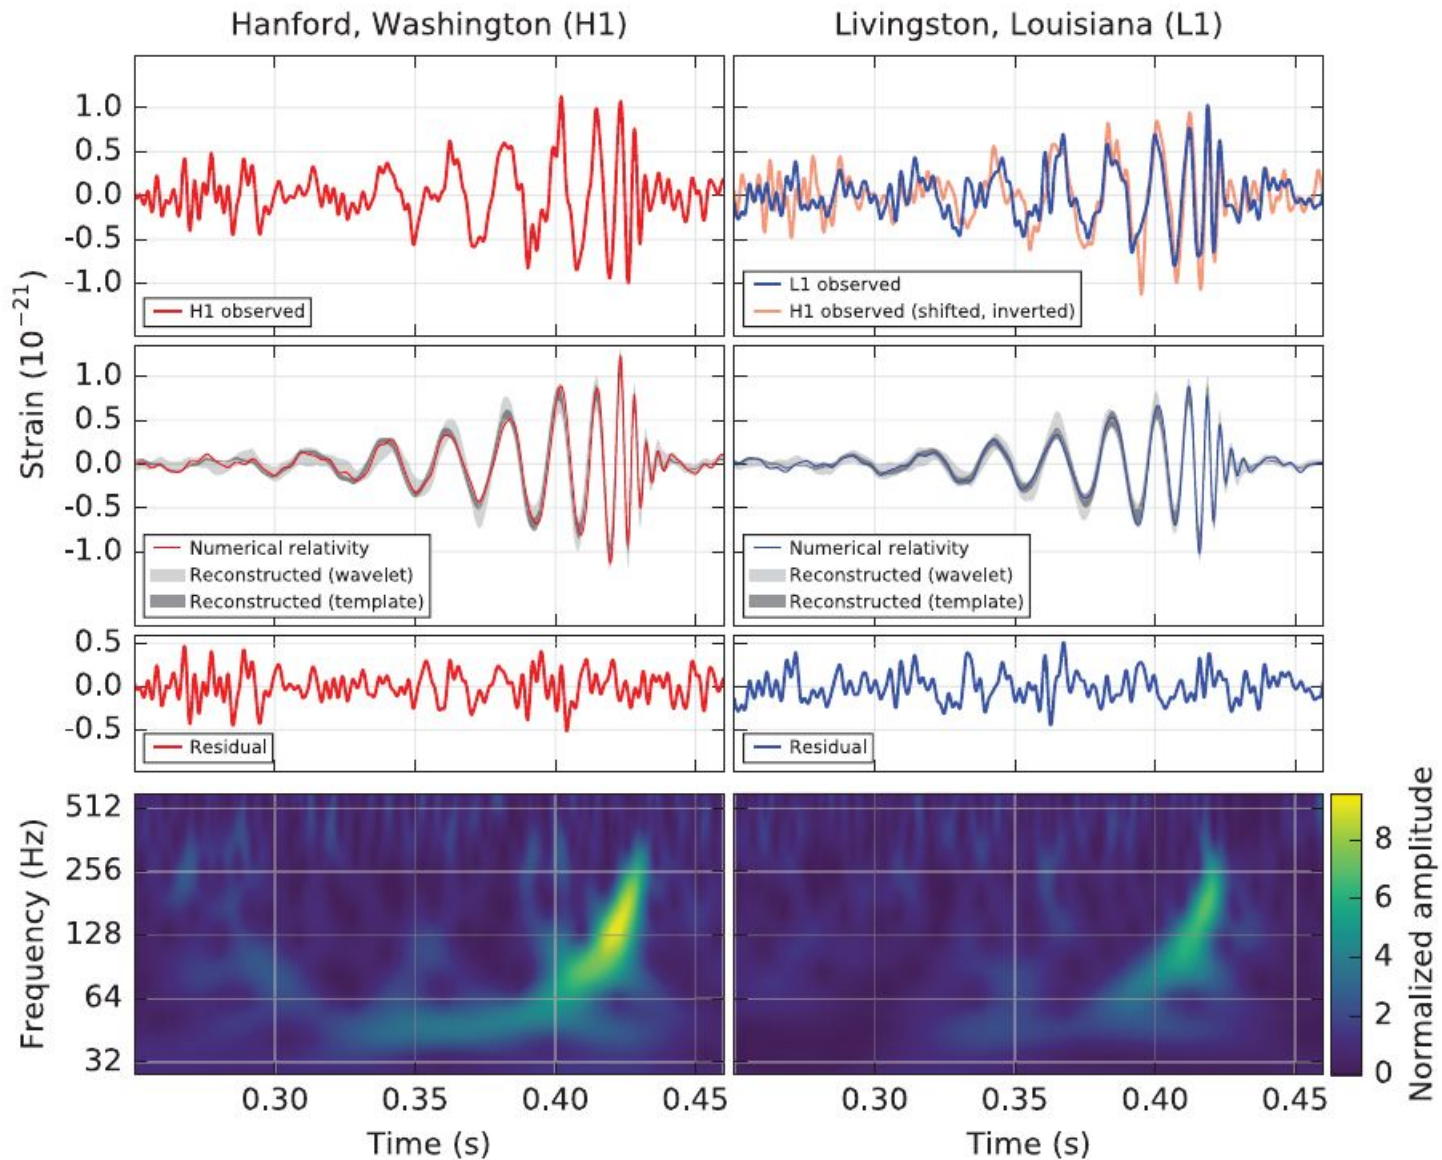 Hanford, Washington (H1)
Livingston, Louisiana (L1)
Strain (10⁻²¹)
1.0
0.5
0.0
-0.5
-1.0
H1 observed
L1 observed
H1 observed (shifted, inverted)
1.0
0.5
0.0
-0.5
-1.0
Numerical relativity
Reconstructed (wavelet)
Reconstructed (template)
Numerical relativity
Reconstructed (wavelet)
Reconstructed (template)
0.5
0.0
-0.5
Residual
Residual
Frequency (Hz)
512
256
128
64
32
Normalized amplitude
8
6
4
2
0
0.30 0.35 0.40 0.45
0.30 0.35 0.40 0.45
Time (s)
Time (s)